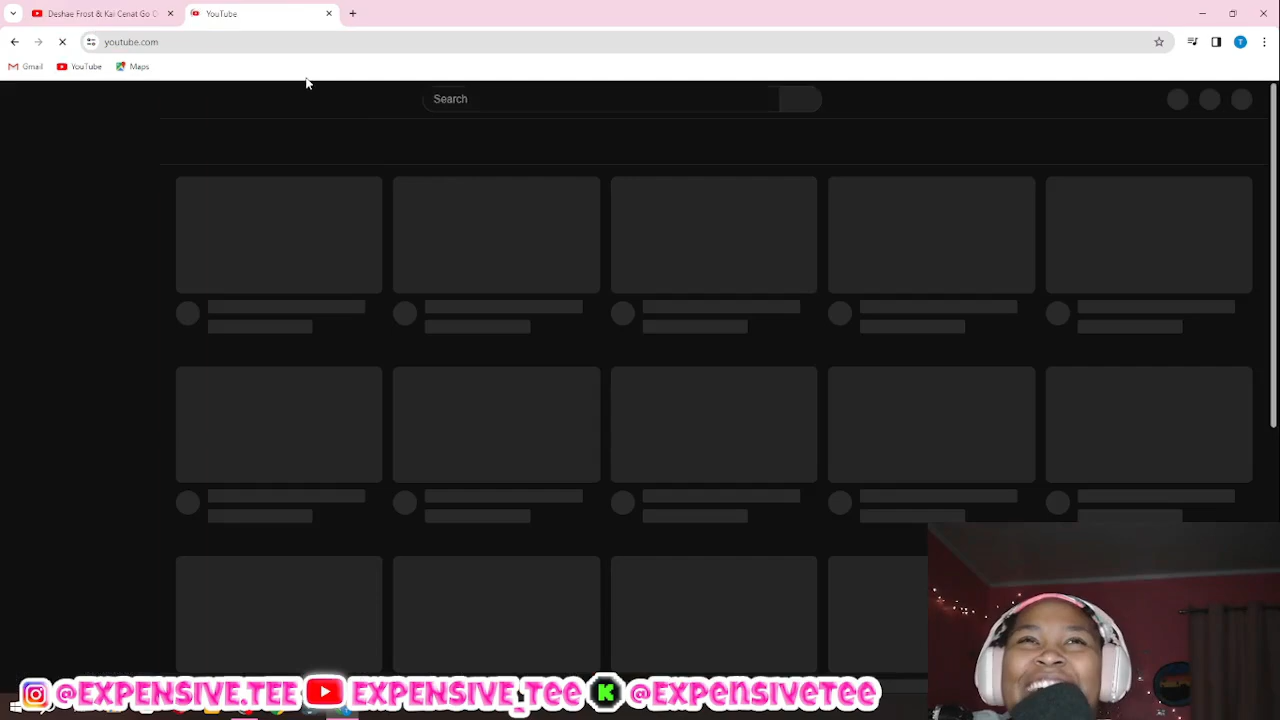 Deshae Frost & Kai Cenat Go C
YouTube
youtube.com
Gmail
YouTube
Maps
T
Search
@EXPENSIVE.TEE
EXPENSIVE_TEE
K
@EXPENSIVETEE